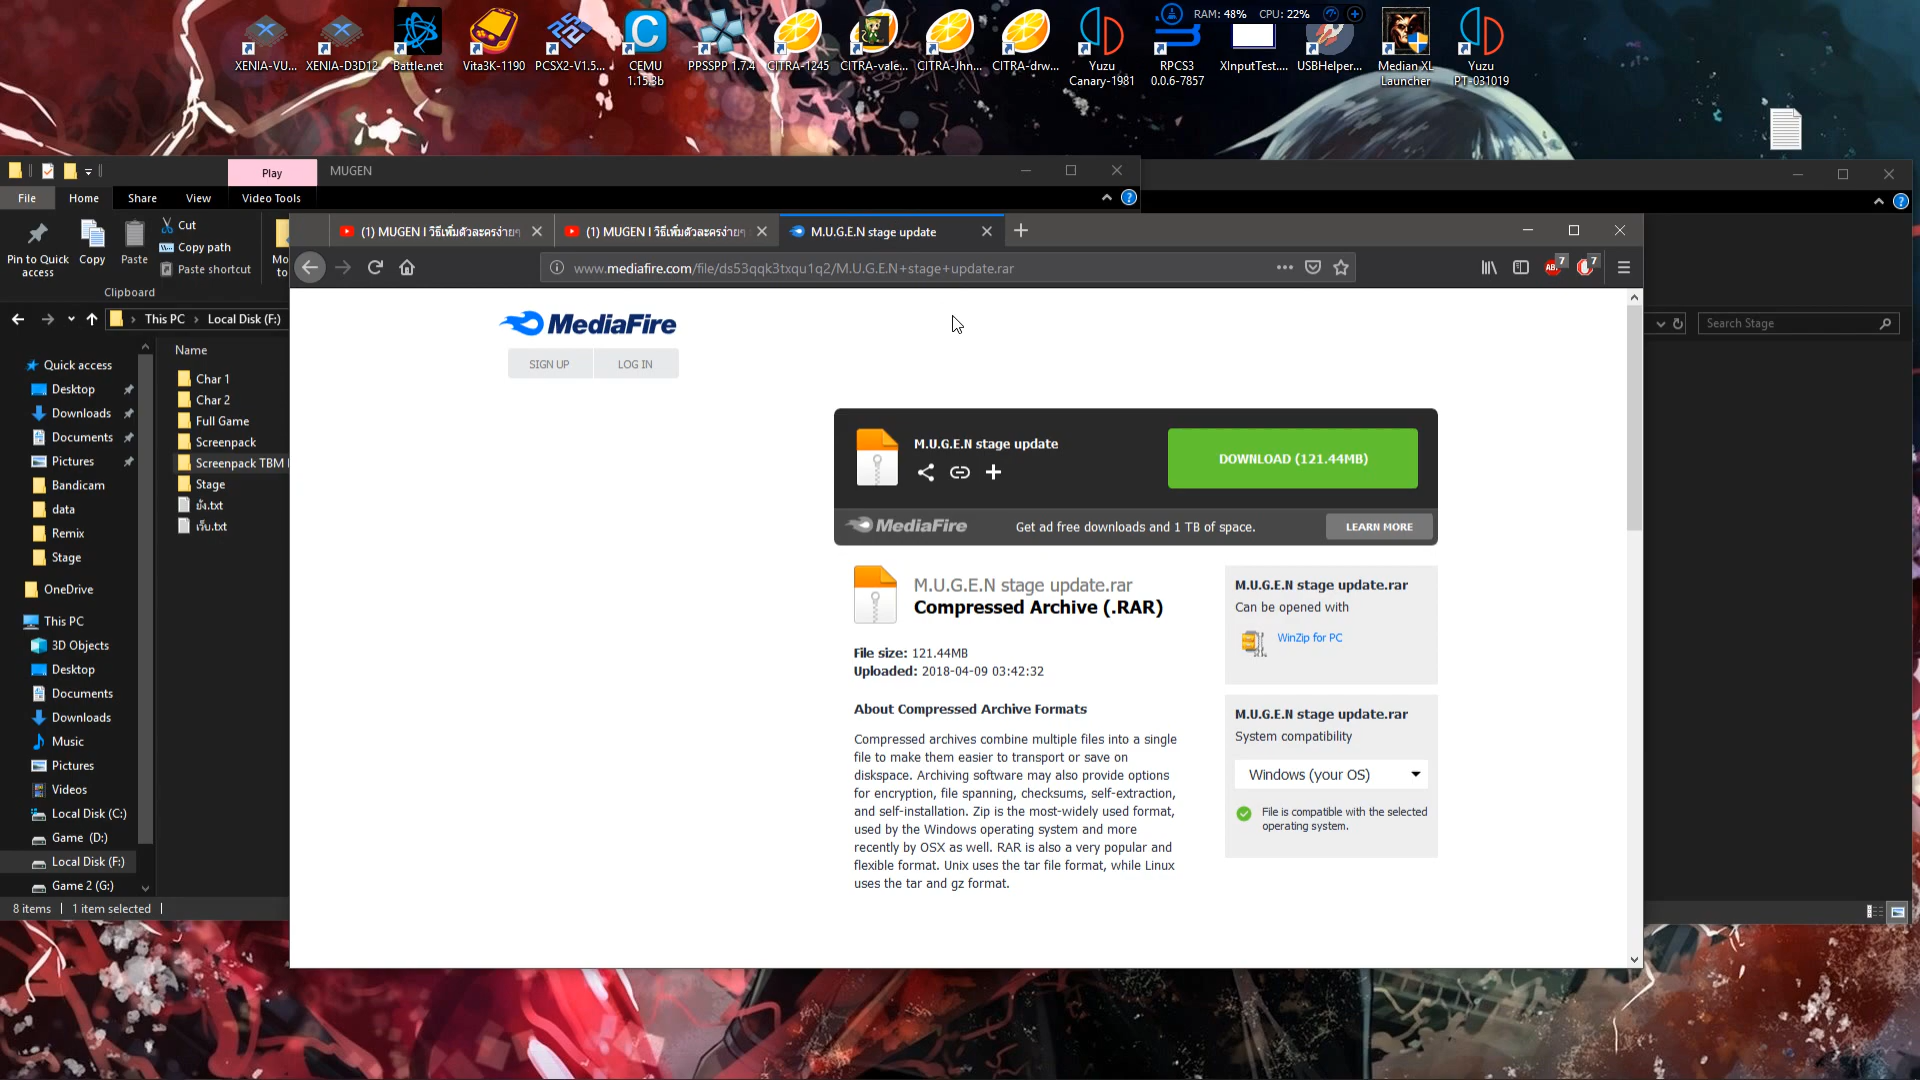 RAM: 48% CPU: 22%
XENIA-VU... XENIA-D3D12 Battle.net Vita3K-1190 PCSX2-V1.5... CEMU 1.15.3b PPSSPP 1.7.4 CITRA-1245 CITRA-vale... CITRA-Jhn... CITRA-drw... Yuzu Canary-1981 RPCS3 0.0.6-7857 XInputTest.... USBHelper... Median XL Launcher Yuzu PT-031019
Play MUGEN
File Home Share View Video Tools
Pin to Quick access
Copy
Paste
Cut
Copy path
Paste shortcut
Clipboard
This PC Local Disk (F:)
Search Stage
Quick access
Desktop
Downloads
Documents
Pictures
Bandicam
data
Remix
Stage
OneDrive
This PC
3D Objects
Desktop
Documents
Downloads
Music
Pictures
Videos
Local Disk (C:)
Game (D:)
Local Disk (F:)
Game 2 (G:)
8 items 1 item selected
Name
Char 1
Char 2
Full Game
Screenpack
Screenpack TBM
Stage
ยัง.txt
เว็บ.txt
(1) MUGEN l วิธีเพิ่มตัวละครง่ายๆ
(1) MUGEN l วิธีเพิ่มตัวละครง่ายๆ
M.U.G.E.N stage update
www.mediafire.com/file/ds53qqk3txqu1q2/M.U.G.E.N+stage+update.rar
7 7
MediaFire
SIGN UP LOG IN
M.U.G.E.N stage update
DOWNLOAD (121.44MB)
MediaFire Get ad free downloads and 1 TB of space. LEARN MORE
M.U.G.E.N stage update.rar
Compressed Archive (.RAR)
File size: 121.44MB
Uploaded: 2018-04-09 03:42:32
About Compressed Archive Formats
Compressed archives combine multiple files into a single
file to make them easier to transport or save on
diskspace. Archiving software may also provide options
for encryption, file spanning, checksums, self-extraction,
and self-installation. Zip is the most-widely used format,
used by the Windows operating system and more
recently by OSX as well. RAR is also a very popular and
flexible format. Unix uses the tar file format, while Linux
uses the tar and gz format.
M.U.G.E.N stage update.rar
Can be opened with
WinZip for PC
M.U.G.E.N stage update.rar
System compatibility
Windows (your OS)
File is compatible with the selected
operating system.